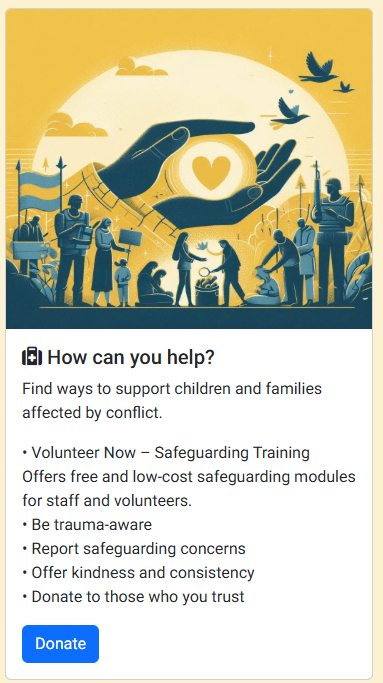 How can you help?
Find ways to support children and families
affected by conflict.
• Volunteer Now – Safeguarding Training
Offers free and low-cost safeguarding modules
for staff and volunteers.
• Be trauma-aware
• Report safeguarding concerns
• Offer kindness and consistency
• Donate to those who you trust
Donate